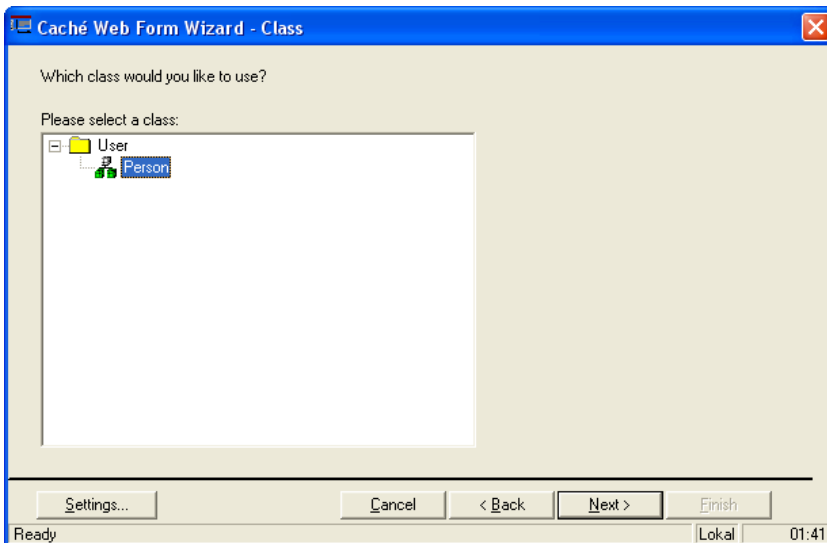 Caché Web Form Wizard - Class
Which class would you like to use?
Please select a class:
User
Person
Settings... Cancel < Back Next > Finish
Ready Lokal 01:41